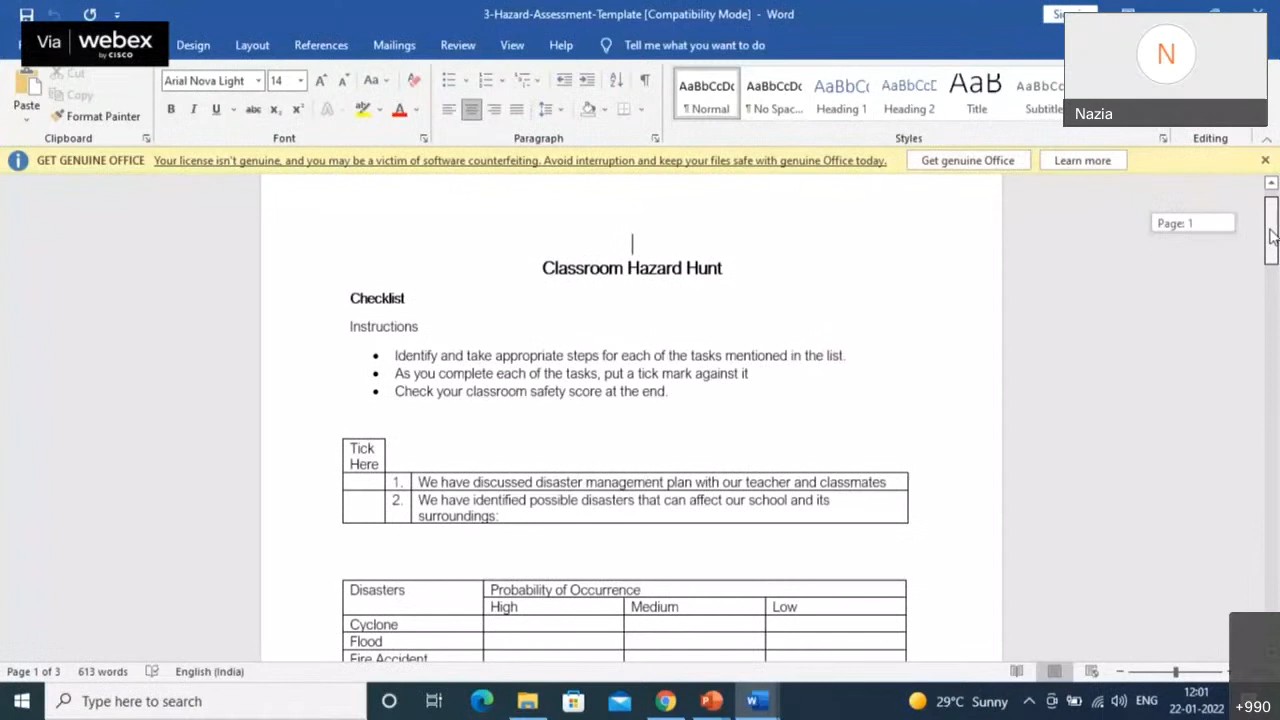 3-Hazard-Assessment-Template [Compatibility Mode] - Word
Via webex
by CISCO
Design Layout References Mailings Review View Help Tell me what you want to do
N
Nazia
Paste
Cut
Copy
Format Painter
Arial Nova Light 14
Aa
B I U abc x₂ x² A A
AaBbCcDc AaBbCcDc AaBbCc AaBbCcD AaB AaBbCc
¶ Normal ¶ No Spac... Heading 1 Heading 2 Title Subtitle
Clipboard Font Paragraph Styles Editing
GET GENUINE OFFICE Your license isn't genuine, and you may be a victim of software counterfeiting. Avoid interruption and keep your files safe with genuine Office today. Get genuine Office Learn more
Page: 1
Classroom Hazard Hunt
Checklist
Instructions
• Identify and take appropriate steps for each of the tasks mentioned in the list.
• As you complete each of the tasks, put a tick mark against it
• Check your classroom safety score at the end.
Tick
Here
1. We have discussed disaster management plan with our teacher and classmates
2. We have identified possible disasters that can affect our school and its
surroundings:
Disasters Probability of Occurrence
High Medium Low
Cyclone
Flood
Fire Accident
Page 1 of 3 613 words English (India)
Type here to search
29°C Sunny
ENG
12:01
22-01-2022
+990